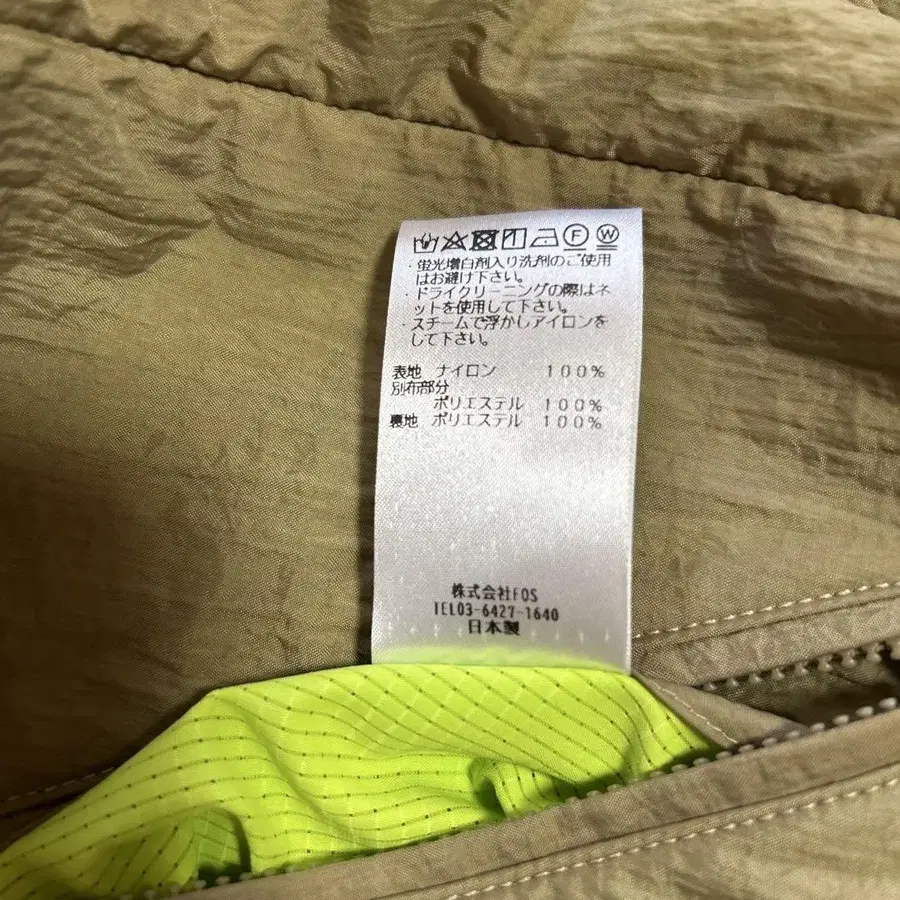 F W
・蛍光増白剤入り洗剤のご使用
はお避け下さい。
・ドライクリーニングの際はネ
ットを使用して下さい。
・スチームで浮かしアイロンを
して下さい。
表地 ナイロン 100%
別布部分
ポリエステル 100%
裏地 ポリエステル 100%
株式会社FOS
TEL03-6427-1640
日本製